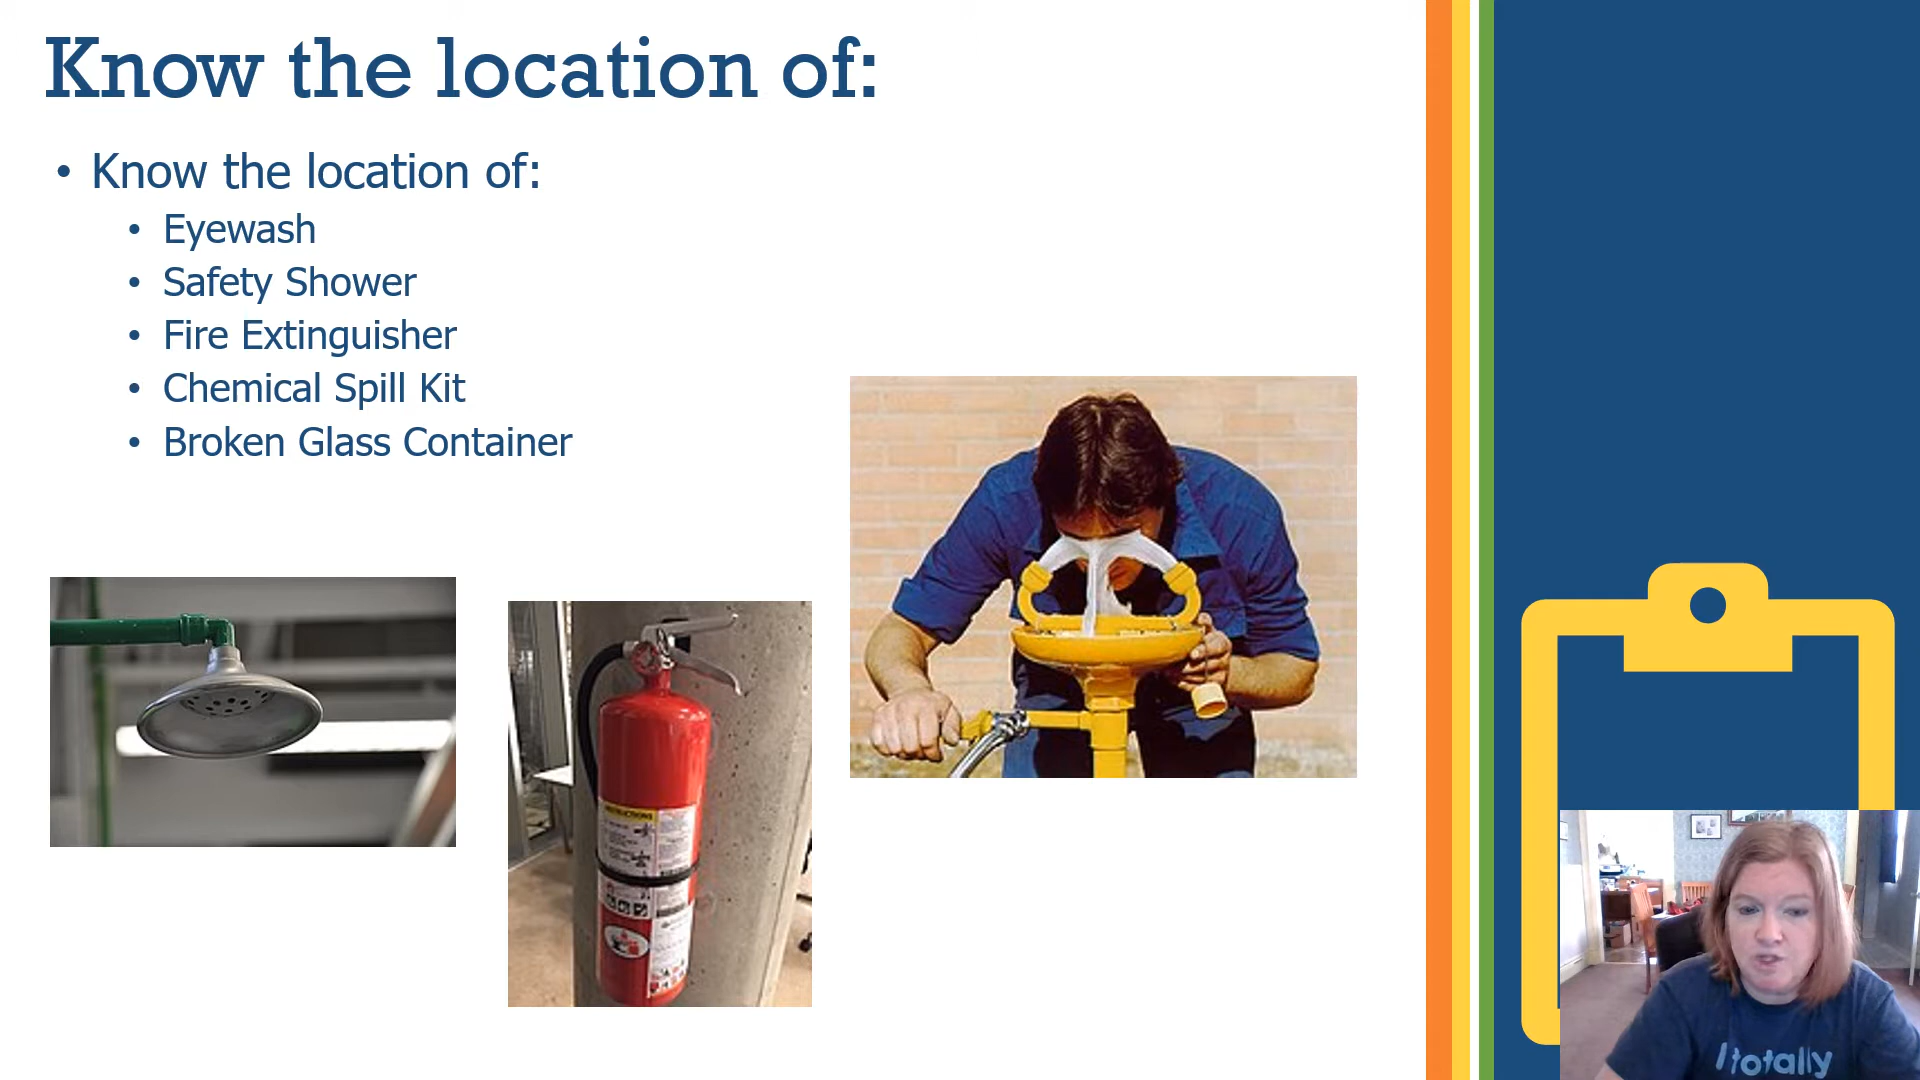 Know the location of:
• Know the location of:
• Eyewash
• Safety Shower
• Fire Extinguisher
• Chemical Spill Kit
• Broken Glass Container
INSTRUCTIONS
I totally